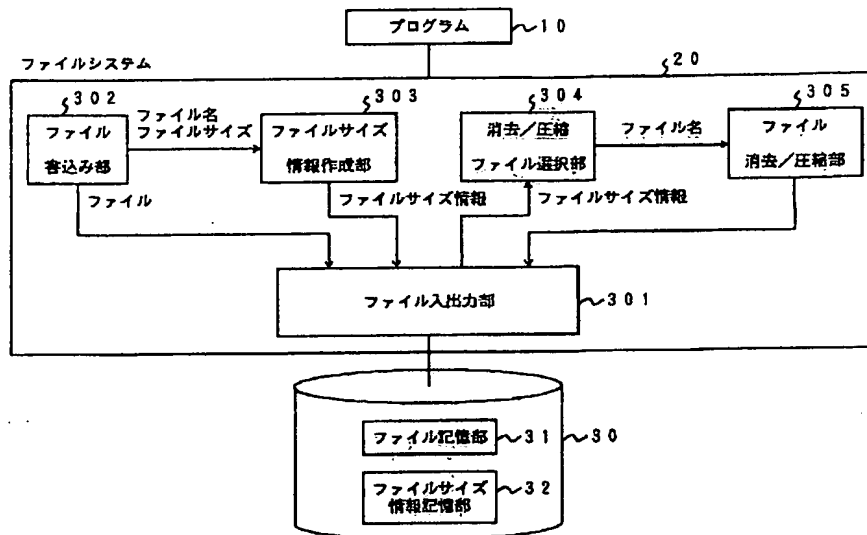 プログラム
10
ファイルシステム
20
302
ファイル
書込み部
ファイル名
ファイルサイズ
303
ファイルサイズ
情報作成部
304
消去/圧縮
ファイル選択部
ファイル名
305
ファイル
消去/圧縮部
ファイル
ファイルサイズ情報
ファイルサイズ情報
ファイル入出力部
301
ファイル記憶部
31
30
ファイルサイズ
情報記憶部
32